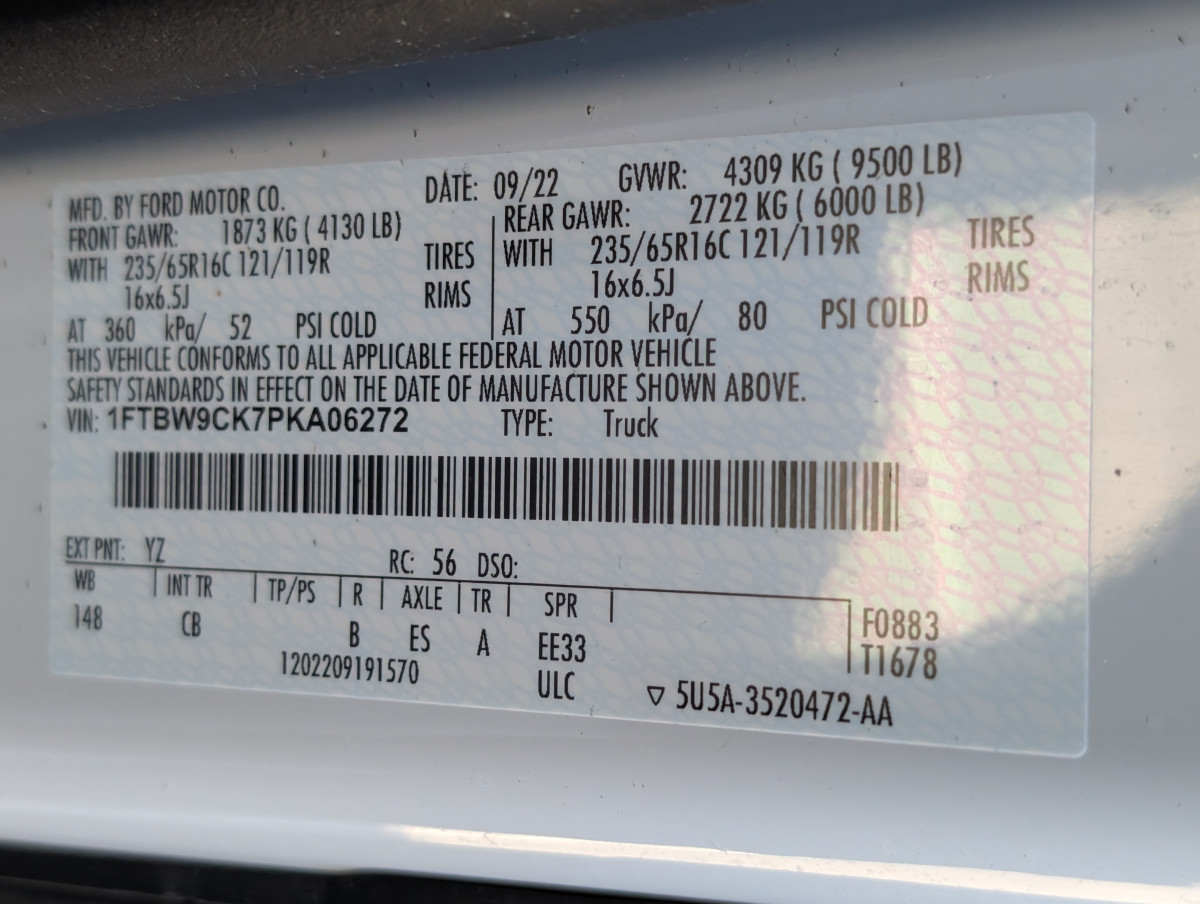 MFD. BY FORD MOTOR CO. DATE: 09/22 GVWR: 4309 KG ( 9500 LB)
FRONT GAWR: 1873 KG ( 4130 LB) REAR GAWR: 2722 KG ( 6000 LB)
WITH 235/65R16C 121/119R TIRES WITH 235/65R16C 121/119R TIRES
16x6.5J RIMS 16x6.5J RIMS
AT 360 kPa/ 52 PSI COLD AT 550 kPa/ 80 PSI COLD
THIS VEHICLE CONFORMS TO ALL APPLICABLE FEDERAL MOTOR VEHICLE
SAFETY STANDARDS IN EFFECT ON THE DATE OF MANUFACTURE SHOWN ABOVE.
VIN: 1FTBW9CK7PKA06272 TYPE: Truck
EXT PNT: YZ RC: 56 DSO:
WB INT TR TP/PS R AXLE TR SPR
148 CB B ES A EE33 F0883
1202209191570 ULC T1678
▽ 5U5A-3520472-AA